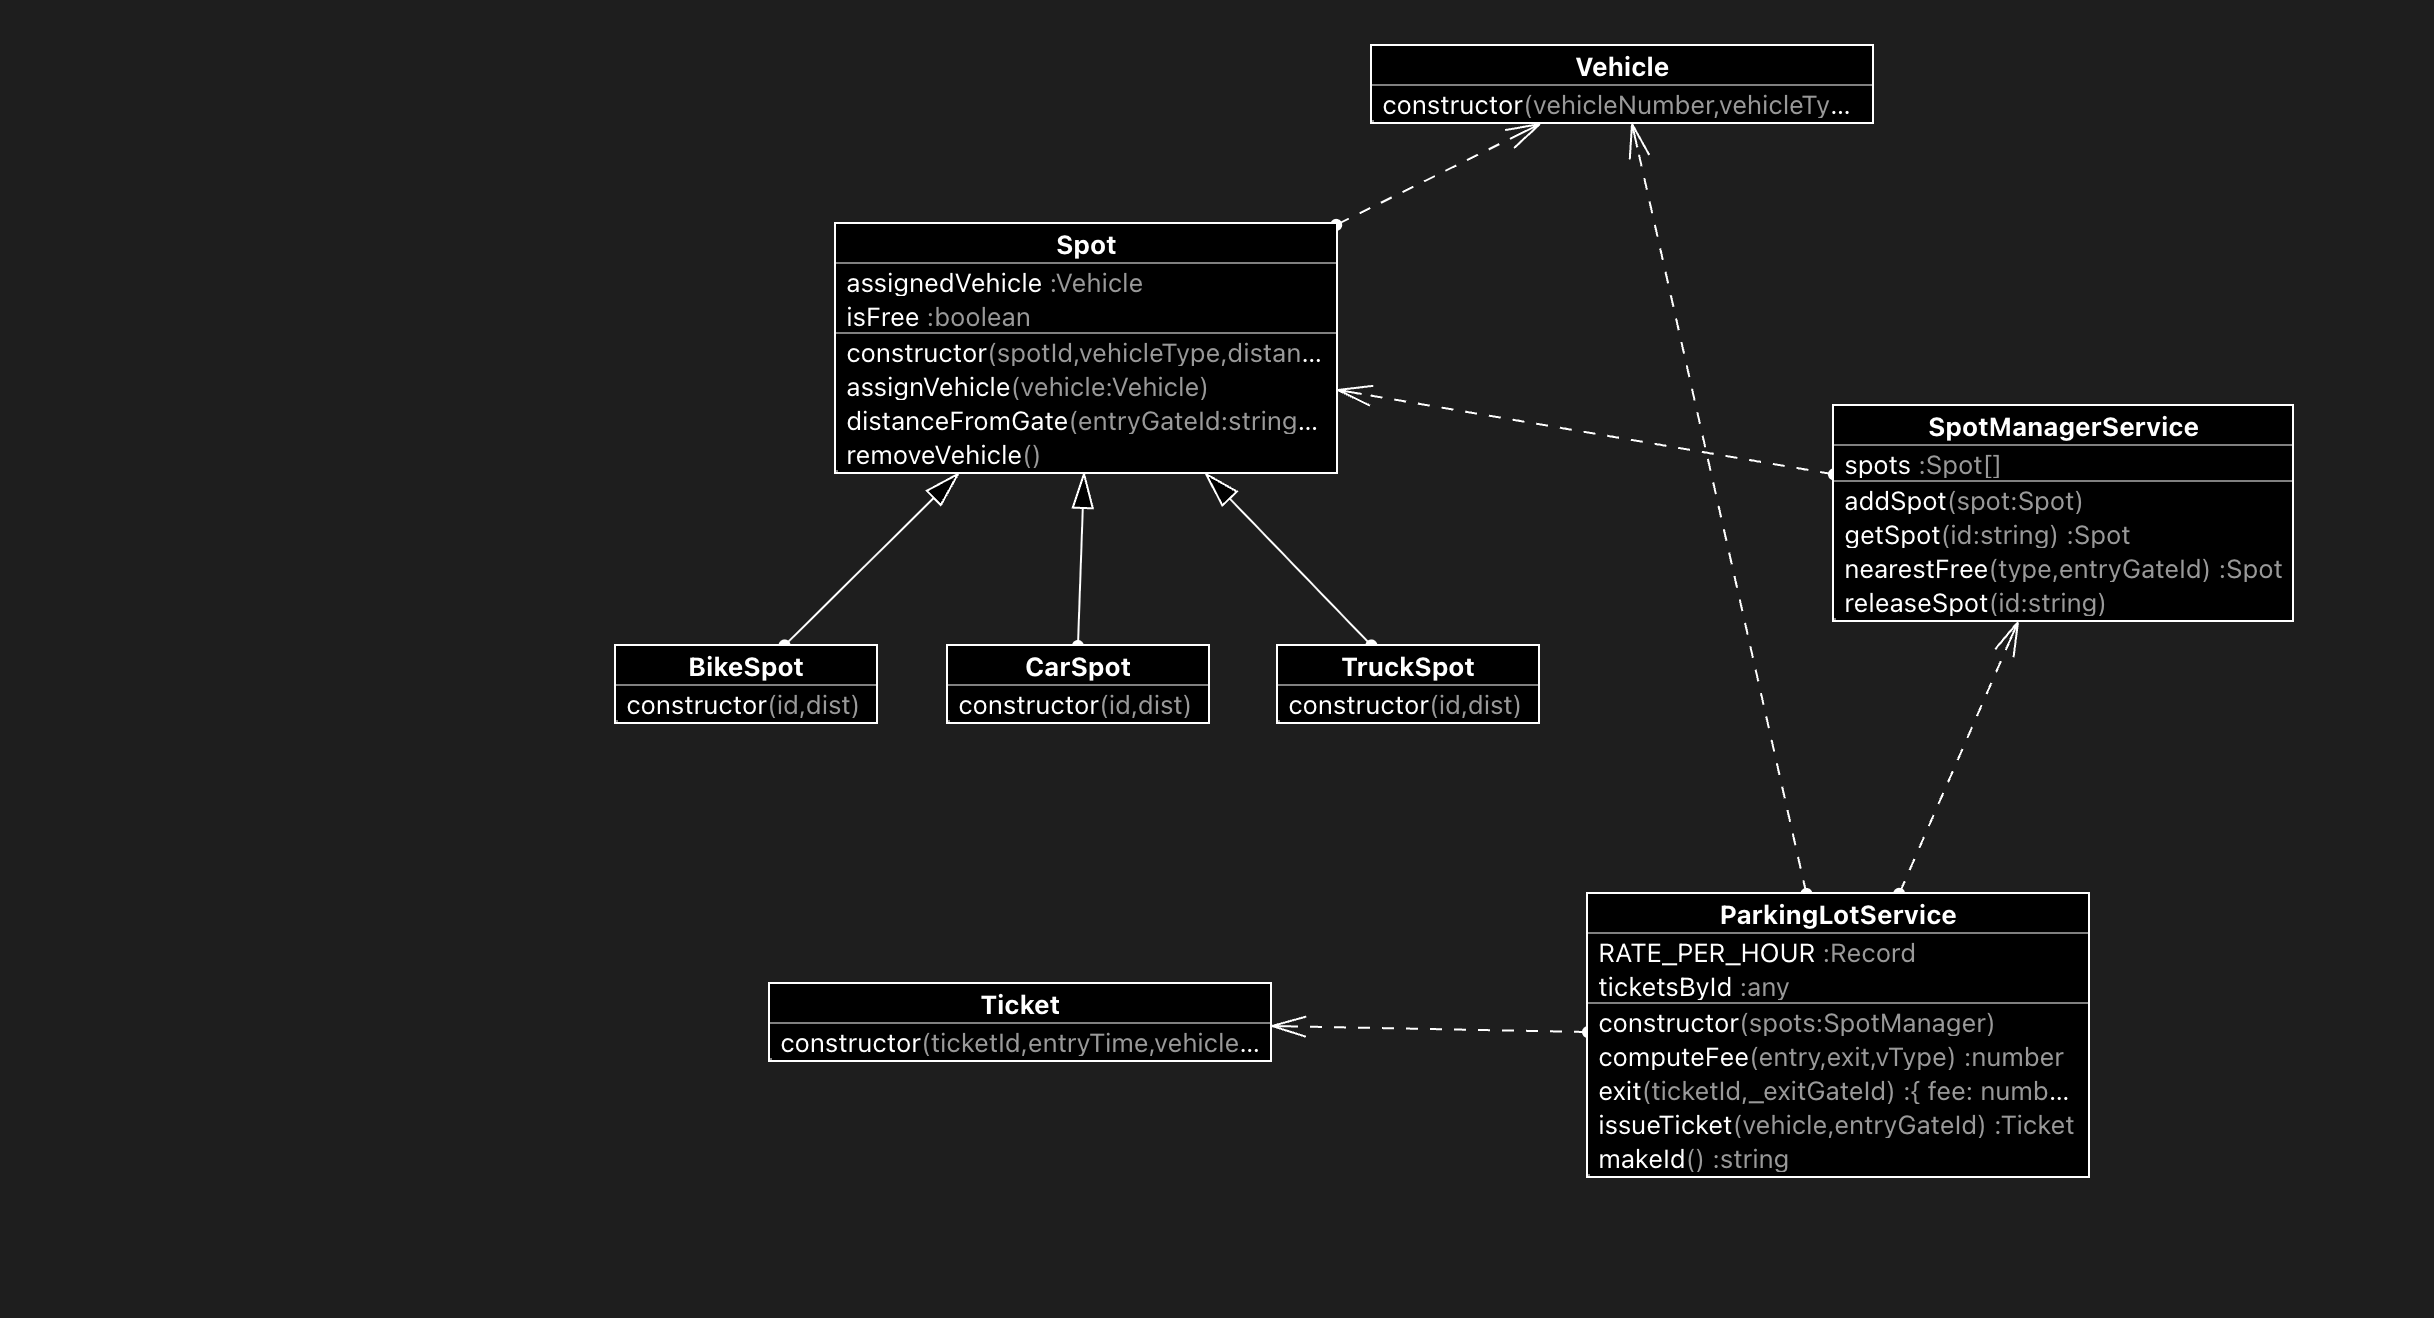 Vehicle
constructor(vehicleNumber,vehicleTy...
Spot
assignedVehicle :Vehicle
isFree :boolean
constructor(spotId,vehicleType,distan...
assignVehicle(vehicle:Vehicle)
distanceFromGate(entryGateId:string...
removeVehicle()
SpotManagerService
spots :Spot[]
addSpot(spot:Spot)
getSpot(id:string) :Spot
nearestFree(type,entryGateId) :Spot
releaseSpot(id:string)
BikeSpot
constructor(id,dist)
CarSpot
constructor(id,dist)
TruckSpot
constructor(id,dist)
ParkingLotService
RATE_PER_HOUR :Record
ticketsById :any
constructor(spots:SpotManager)
computeFee(entry,exit,vType) :number
exit(ticketId,_exitGateId) :{ fee: numb...
issueTicket(vehicle,entryGateId) :Ticket
makeId() :string
Ticket
constructor(ticketId,entryTime,vehicle...